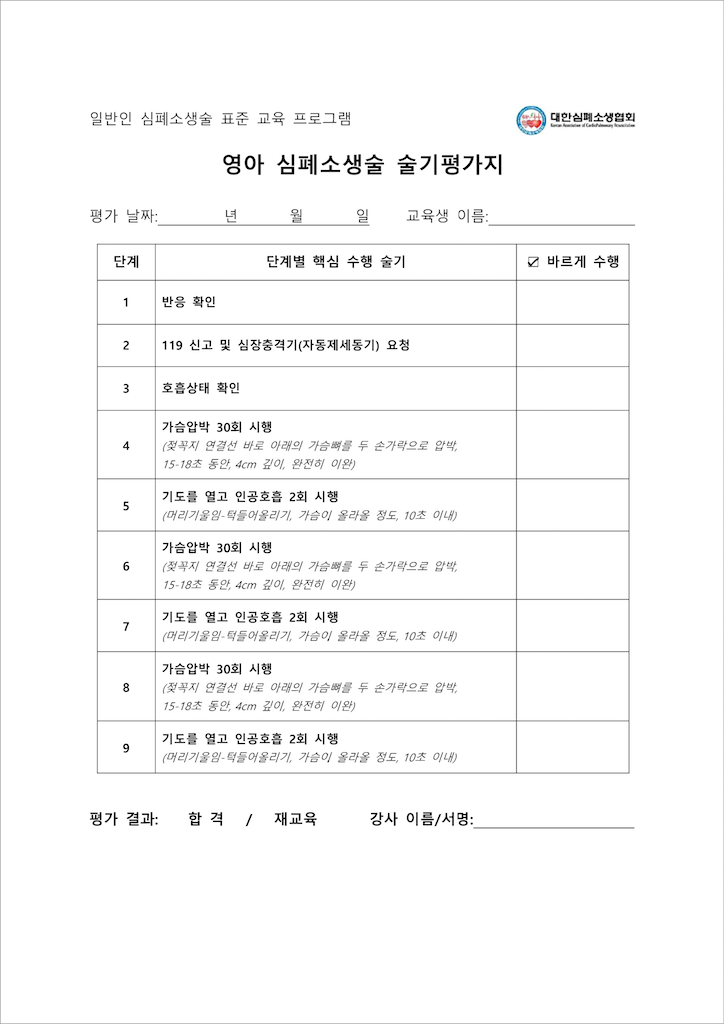 일반인 심폐소생술 표준 교육 프로그램
대한심폐소생협회
Korean Association of CardioPulmonary Resuscitation
영아 심폐소생술 술기평가지
평가 날짜: 년 월 일 교육생 이름:
단계 단계별 핵심 수행 술기 ☑ 바르게 수행
1 반응 확인
2 119 신고 및 심장충격기(자동제세동기) 요청
3 호흡상태 확인
4 가슴압박 30회 시행
(젖꼭지 연결선 바로 아래의 가슴뼈를 두 손가락으로 압박,
15-18초 동안, 4cm 깊이, 완전히 이완)
5 기도를 열고 인공호흡 2회 시행
(머리기울임-턱들어올리기, 가슴이 올라올 정도, 10초 이내)
6 가슴압박 30회 시행
(젖꼭지 연결선 바로 아래의 가슴뼈를 두 손가락으로 압박,
15-18초 동안, 4cm 깊이, 완전히 이완)
7 기도를 열고 인공호흡 2회 시행
(머리기울임-턱들어올리기, 가슴이 올라올 정도, 10초 이내)
8 가슴압박 30회 시행
(젖꼭지 연결선 바로 아래의 가슴뼈를 두 손가락으로 압박,
15-18초 동안, 4cm 깊이, 완전히 이완)
9 기도를 열고 인공호흡 2회 시행
(머리기울임-턱들어올리기, 가슴이 올라올 정도, 10초 이내)
평가 결과: 합 격 / 재교육 강사 이름/서명: